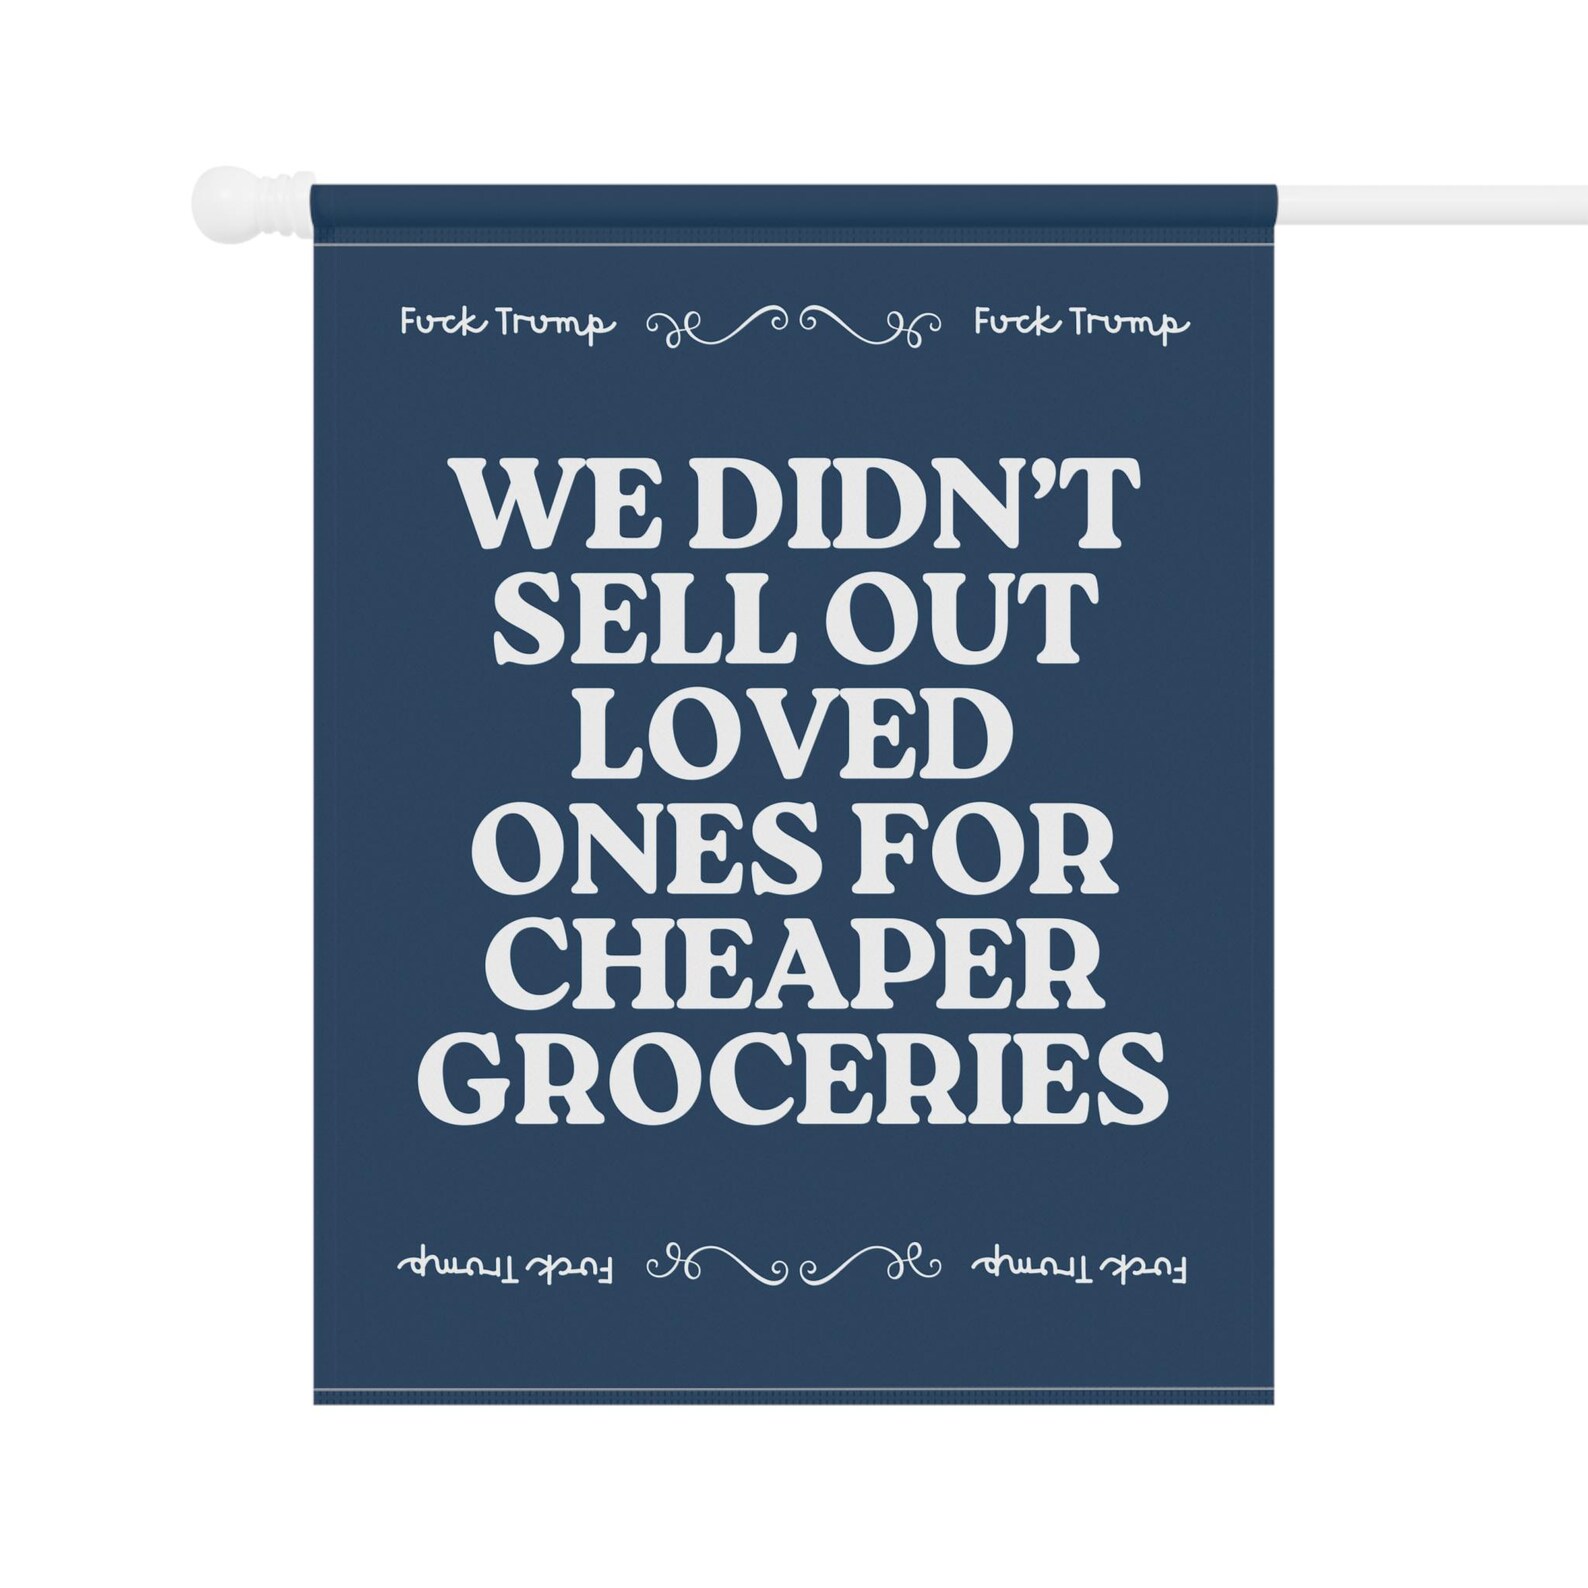 Fuck Trump Fuck Trump
WE DIDN'T
SELL OUT
LOVED
ONES FOR
CHEAPER
GROCERIES
Fuck Trump Fuck Trump